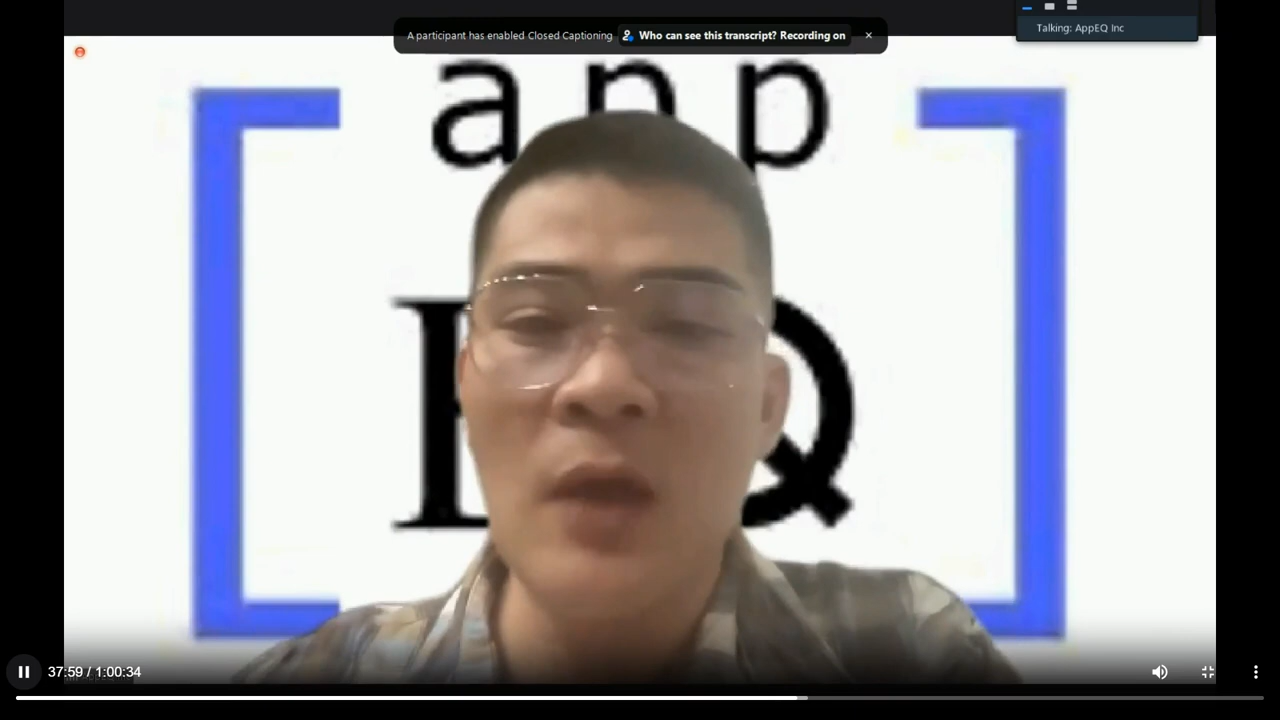 A participant has enabled Closed Captioning Who can see this transcript? Recording on
Talking: AppEQ Inc
app
Q
37:59 / 1:00:34